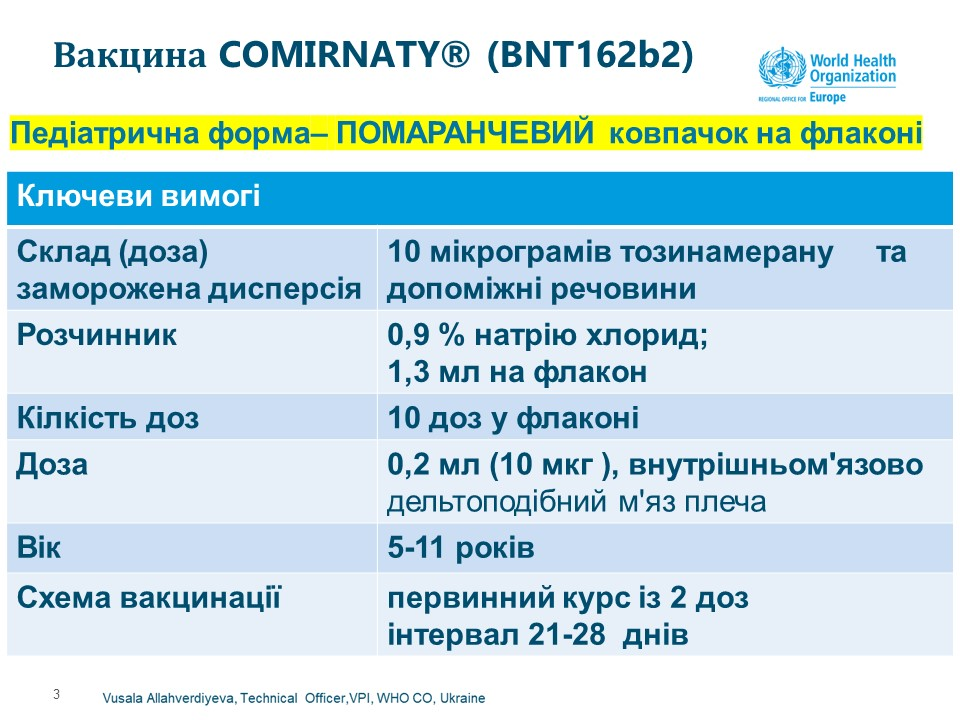 Вакцина COMIRNATY® (BNT162b2)
World Health
Organization
REGIONAL OFFICE FOR Europe
Педіатрична форма– ПОМАРАНЧЕВИЙ ковпачок на флаконі
Ключеви вимогі
Склад (доза)
заморожена дисперсія
10 мікрограмів тозинамерану та
допоміжні речовини
Розчинник
0,9 % натрію хлорид;
1,3 мл на флакон
Кілкість доз
10 доз у флаконі
Доза
0,2 мл (10 мкг ), внутрішньом'язово
дельтоподібний м'яз плеча
Вік
5-11 років
Схема вакцинації
первинний курс із 2 доз
інтервал 21-28 днів
3
Vusala Allahverdiyeva, Technical Officer,VPI, WHO CO, Ukraine